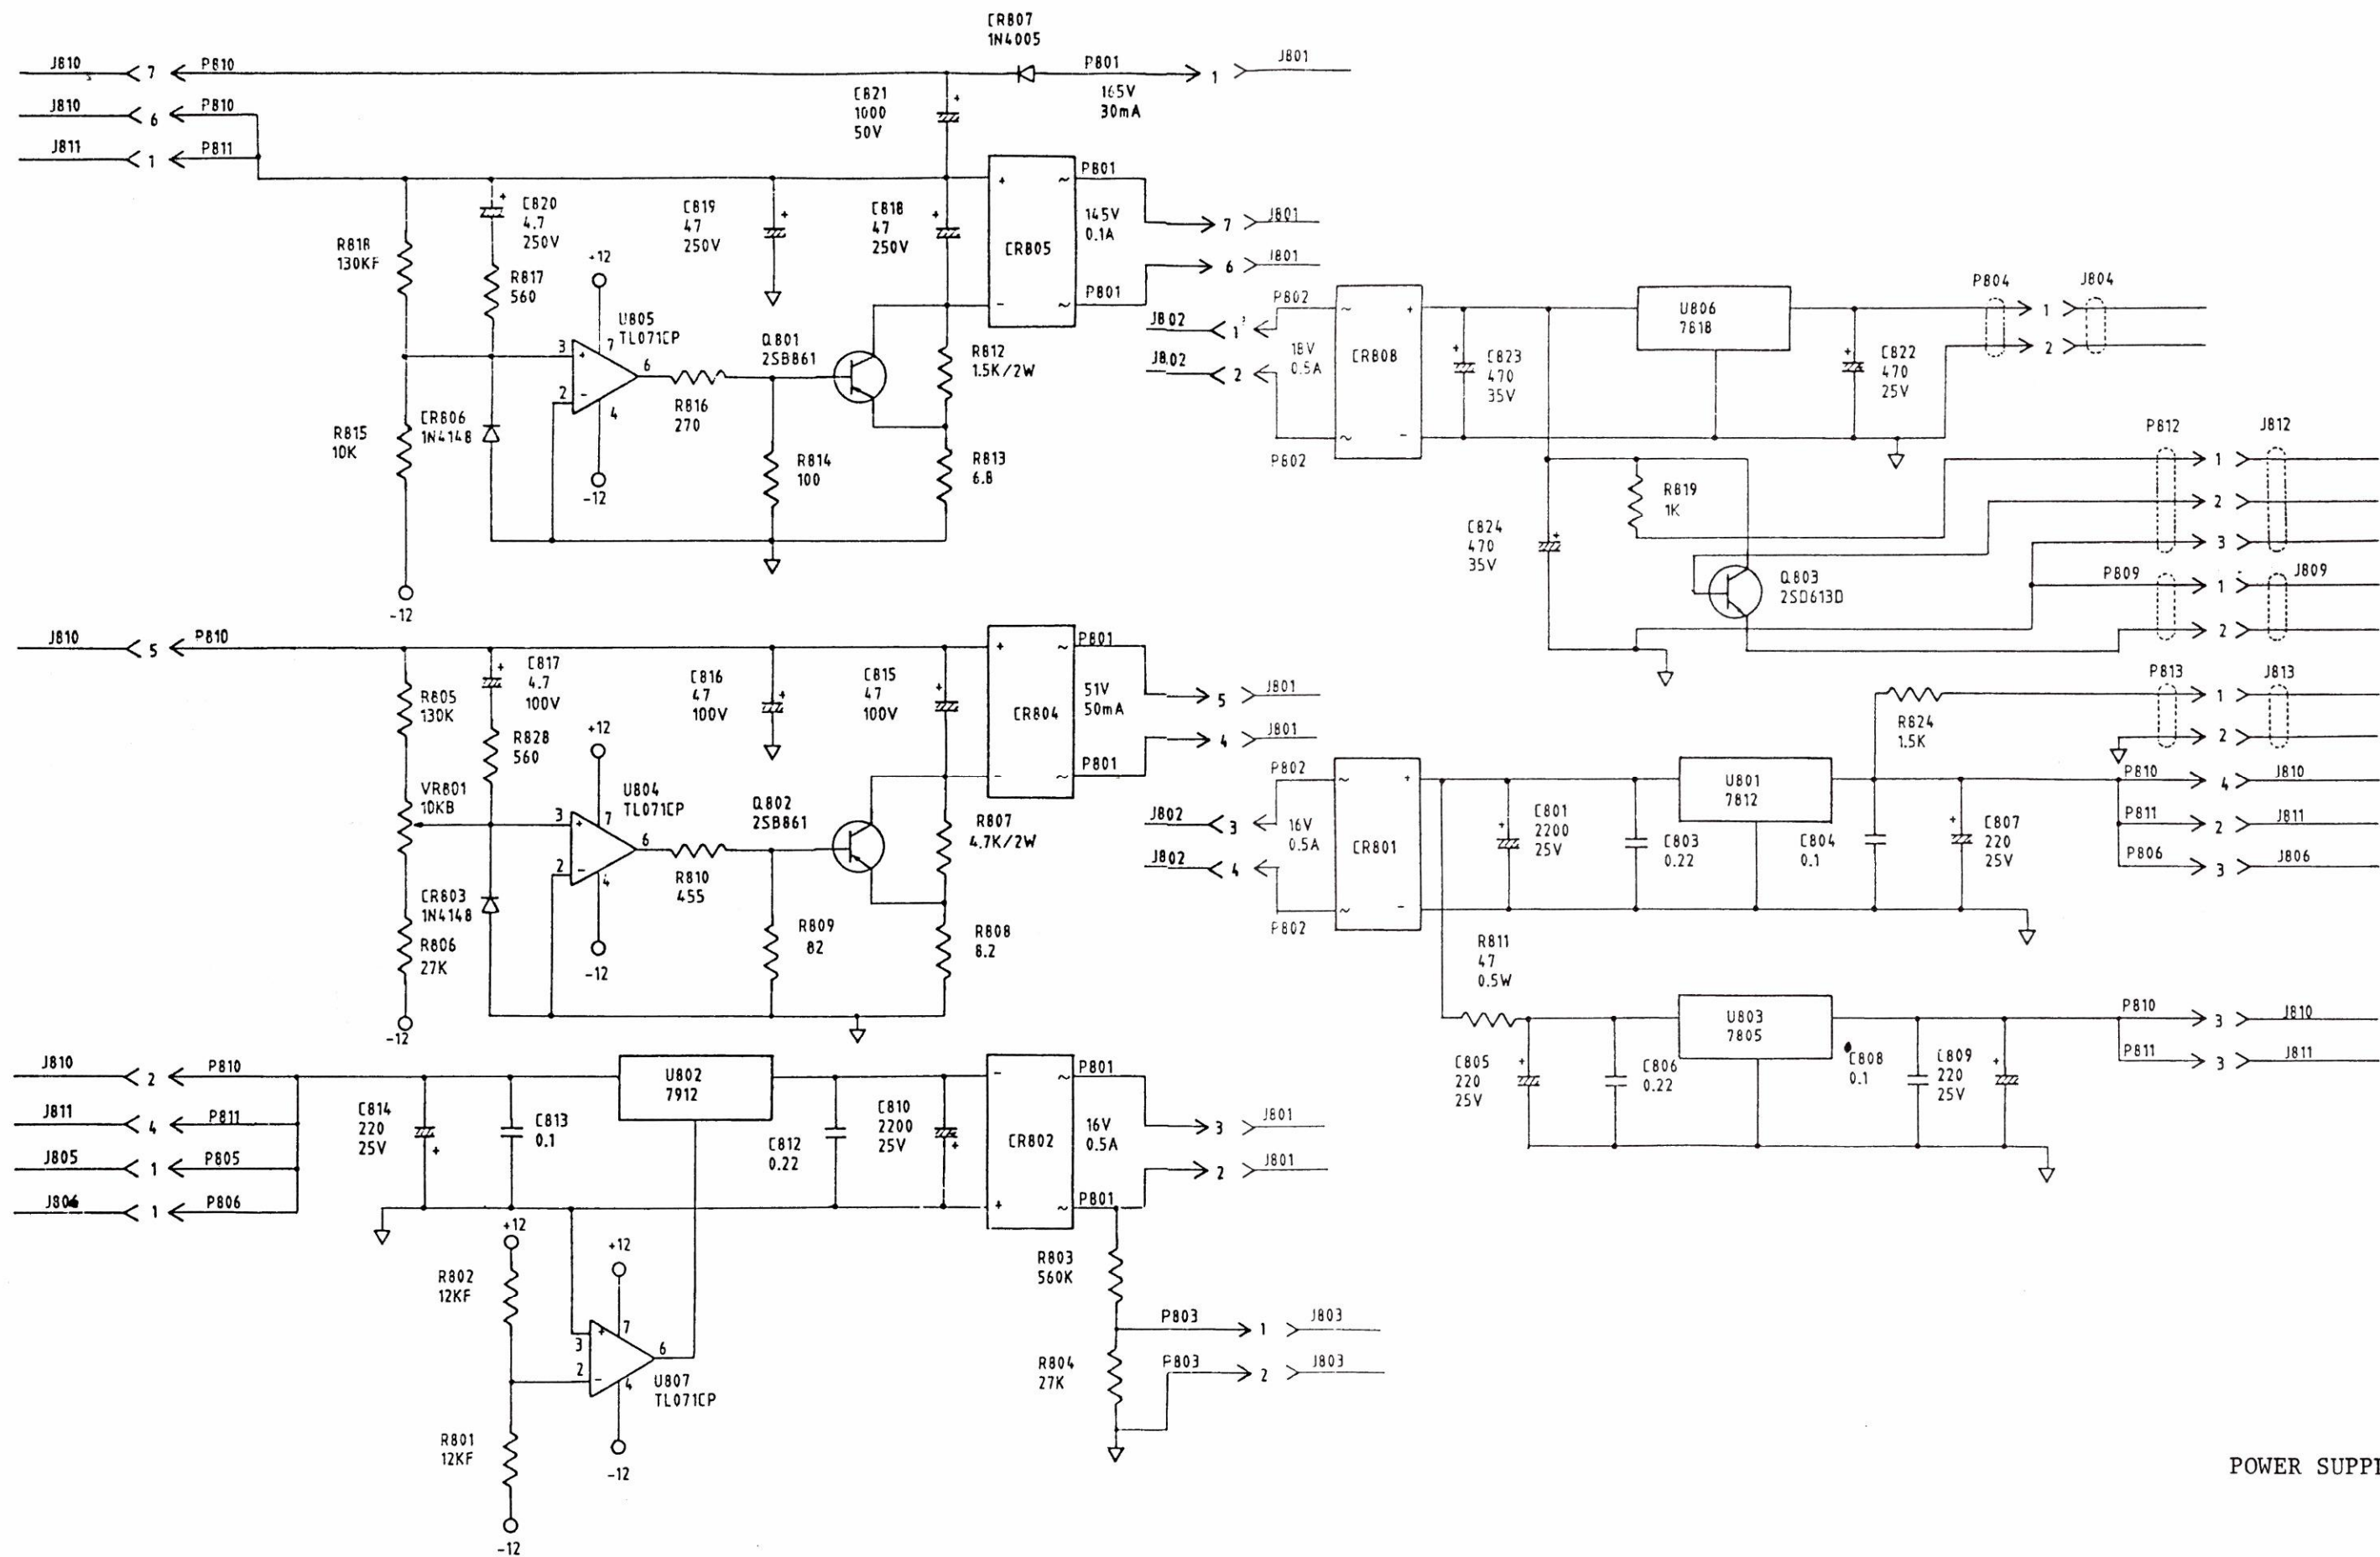 CR807
1N4005
J810 7 P810
P801 1 J801
165V
30mA
J810 6 P810
J811 1 P811
C821
1000
50V
P801
C820
4.7
250V
C819
47
250V
C818
47
250V
145V
0.1A
7 J801
CR805
R818
130KF
R817
560
+12
6 J801
P801
U805
TL071CP
3
7
+
2
-
6
4
Q801
2SB861
R812
1.5K/2W
R816
270
CR806
1N4148
R815
10K
R814
100
R813
6.8
-12
-12
P802
J802 1
J802 2
18V
0.5A
CR808
P802
C823
470
35V
U806
7818
C822
470
25V
P804 J804
1
2
P812 J812
1
2
3
R819
1K
C824
470
35V
Q803
2SD613D
P809 1 J809
2
J810 5 P810
P801
R805
130K
C817
4.7
100V
C816
47
100V
C815
47
100V
51V
50mA
CR804
5 J801
4 J801
P801
R828
560
+12
VR801
10KB
U804
TL071CP
3
7
+
2
-
6
4
Q802
2SB861
R807
4.7K/2W
R810
455
CR803
1N4148
R806
27K
R809
82
R808
8.2
-12
-12
P813 J813
1
2
R824
1.5K
P802
J802 3
J802 4
16V
0.5A
CR801
P802
C801
2200
25V
C803
0.22
U801
7812
C804
0.1
C807
220
25V
P810 4 J810
P811 2 J811
P806 3 J806
R811
47
0.5W
C805
220
25V
C806
0.22
U803
7805
C808
0.1
C809
220
25V
P810 3 J810
P811 3 J811
J810 2 P810
J811 4 P811
J805 1 P805
J806 1 P806
C814
220
25V
C813
0.1
U802
7912
C812
0.22
C810
2200
25V
CR802
P801
16V
0.5A
3 J801
2 J801
P801
+12
R802
12KF
+12
3
7
+
2
-
6
4
U807
TL071CP
R801
12KF
-12
-12
R803
560K
P803 1 J803
R804
27K
P803 2 J803
POWER SUPP